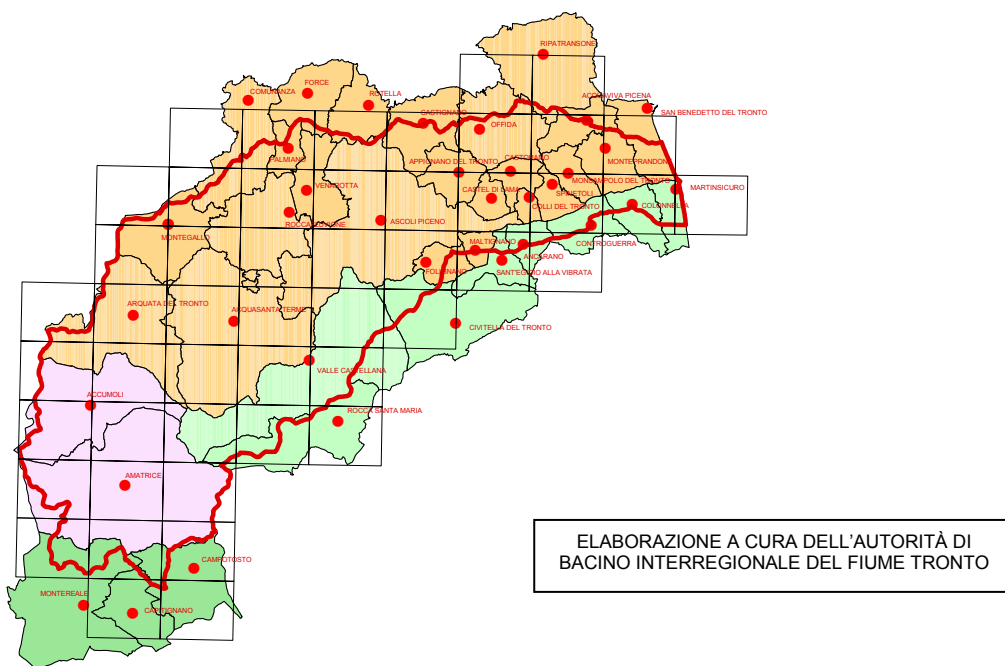 RIPATRANSONE
FORCE
COMUNANZA
ROTELLA
ACQUAVIVA PICENA
SAN BENEDETTO DEL TRONTO
CASTIGNANO
OFFIDA
PALMIANO
APPIGNANO DEL TRONTO
CASTORANO
MONTEPRANDONE
MONSAMPOLO DEL TRONTO
VENAROTTA
CASTEL DI LAMA
SPINETOLI
MARTINSICURO
COLLI DEL TRONTO
COLONNELLA
ROCCAFLUVIONE
ASCOLI PICENO
MONTEGALLO
MALTIGNANO
CONTROGUERRA
ANCARANO
FOLIGNANO
SANT'EGIDIO ALLA VIBRATA
ARQUATA DEL TRONTO
ACQUASANTA TERME
CIVITELLA DEL TRONTO
VALLE CASTELLANA
ACCUMOLI
ROCCA SANTA MARIA
AMATRICE
ELABORAZIONE A CURA DELL'AUTORITÀ DI
BACINO INTERREGIONALE DEL FIUME TRONTO
CAMPOTOSTO
MONTEREALE
CAPITIGNANO